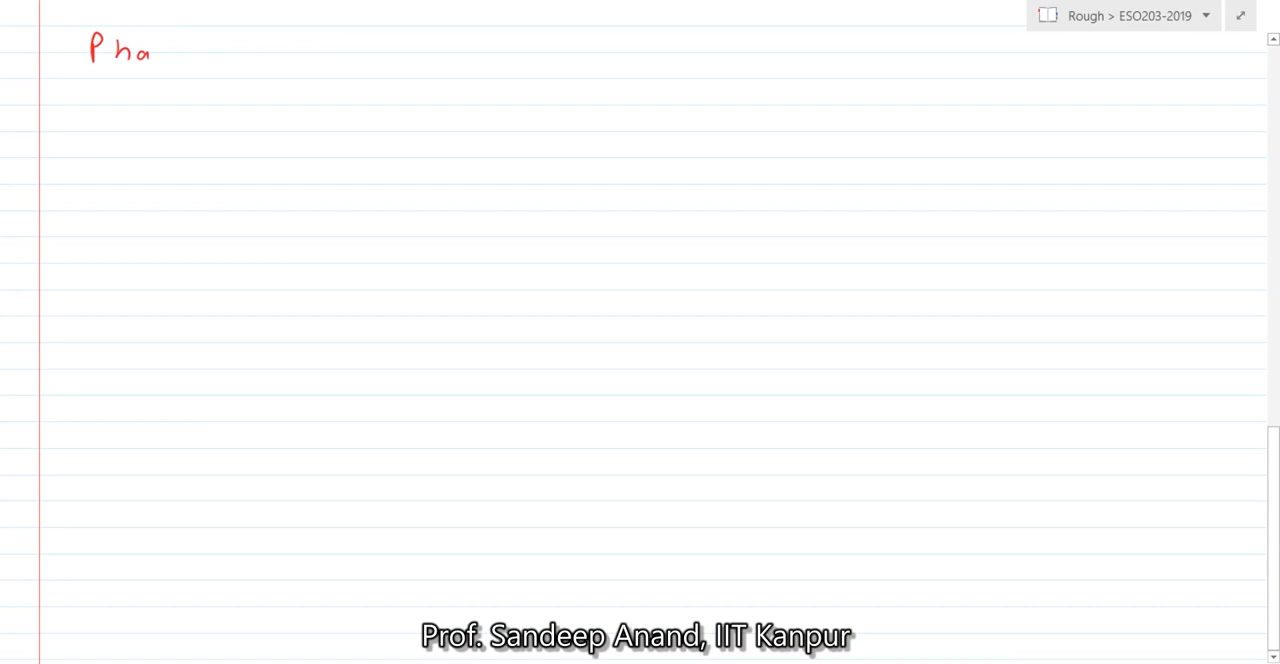 Rough > ESO203-2019
Pha
Prof. Sandeep Anand, IIT Kanpur